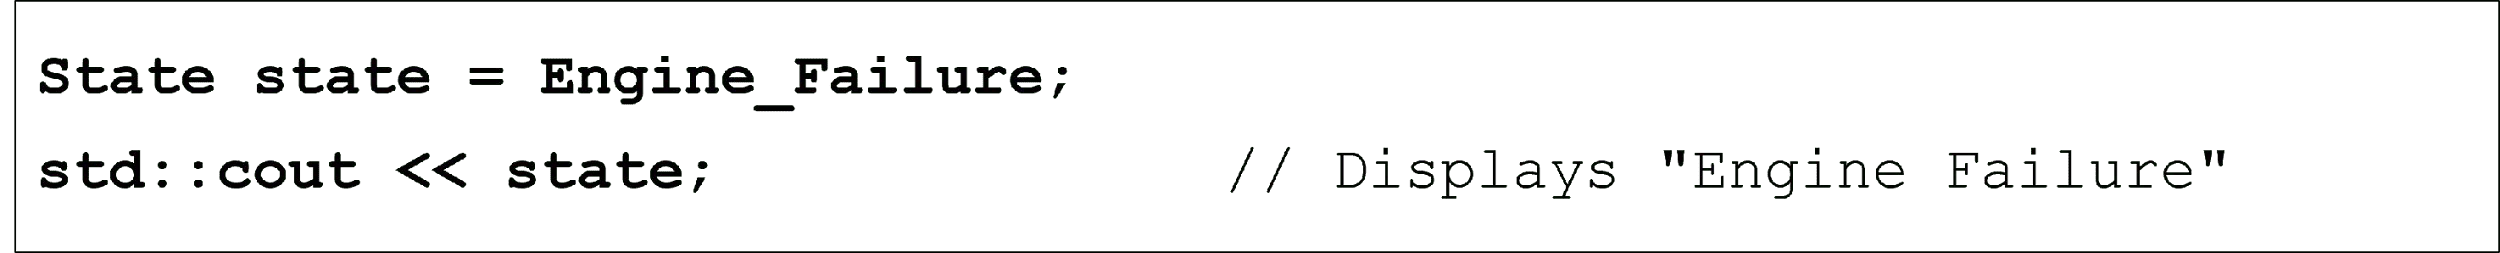 State state = Engine_Failure;
std::cout << state; // Displays "Engine Failure"